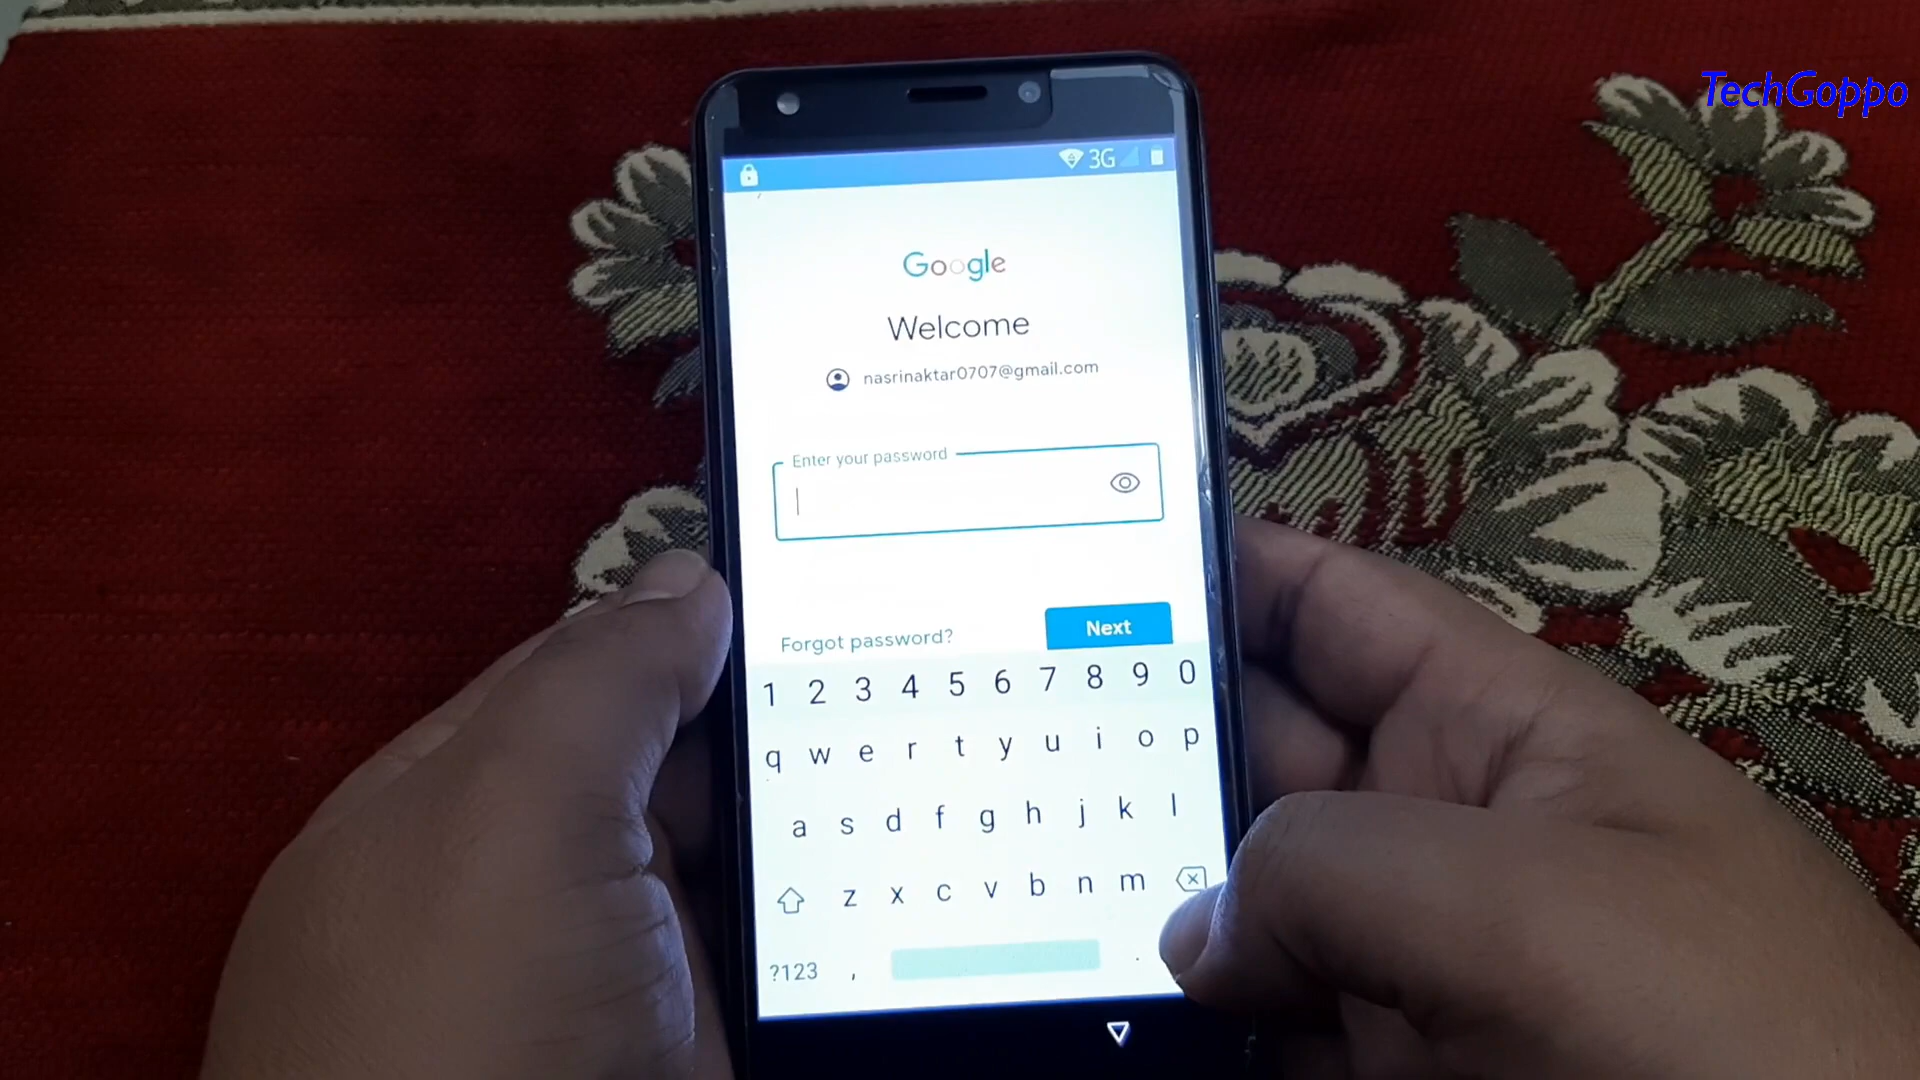 TechGoppo
3G
Google
Welcome
nasrinaktar0707@gmail.com
Enter your password
Forgot password?
Next
1 2 3 4 5 6 7 8 9 0
q w e r t y u i o p
a s d f g h j k l
z x c v b n m
?123 , .